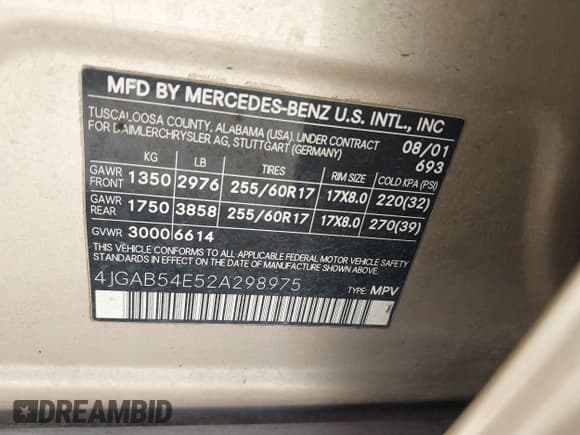 MFD BY MERCEDES-BENZ U.S. INTL., INC
TUSCALOOSA COUNTY, ALABAMA (USA), UNDER CONTRACT 08/01
FOR DAIMLERCHRYSLER AG, STUTTGART (GERMANY) 693
KG LB TIRES RIM SIZE COLD KPA (PSI)
GAWR FRONT 1350 2976 255/60R17 17X8.0 220(32)
GAWR REAR 1750 3858 255/60R17 17X8.0 270(39)
GVWR 3000 6614
THIS VEHICLE CONFORMS TO ALL APPLICABLE FEDERAL MOTOR VEHICLE SAFETY
STANDARDS IN EFFECT ON THE DATE OF MANUFACTURE SHOWN ABOVE.
4JGAB54E52A298975 TYPE: MPV
DREAMBID